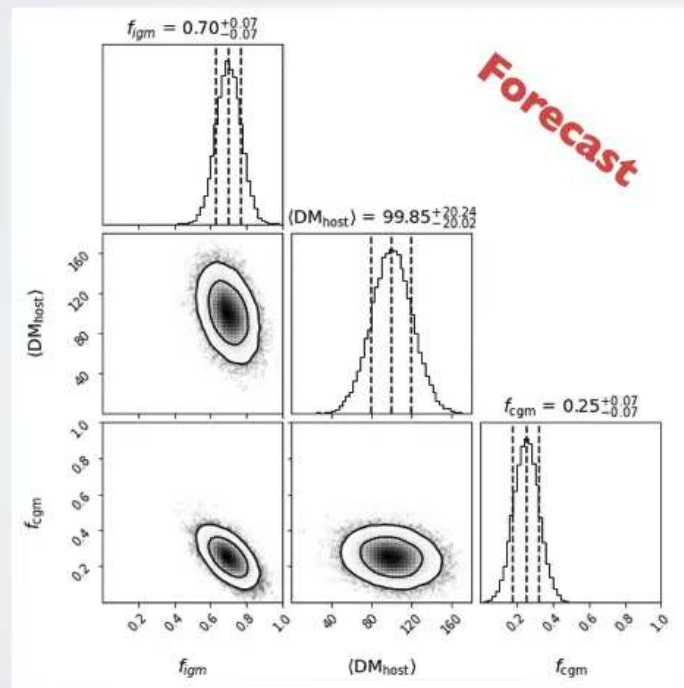 f_igm = 0.70^{+0.07}_{-0.07}
Forecast
⟨DM_host⟩ = 99.85^{+20.24}_{-20.02}
160
120
80
40
⟨DM_host⟩
f_cgm = 0.25^{+0.07}_{-0.07}
1.0
0.8
0.6
0.4
0.2
f_cgm
0.2 0.4 0.6 0.8 1.0
40 80 120 160
0.2 0.4 0.6 0.8 1.0
f_igm
⟨DM_host⟩
f_cgm